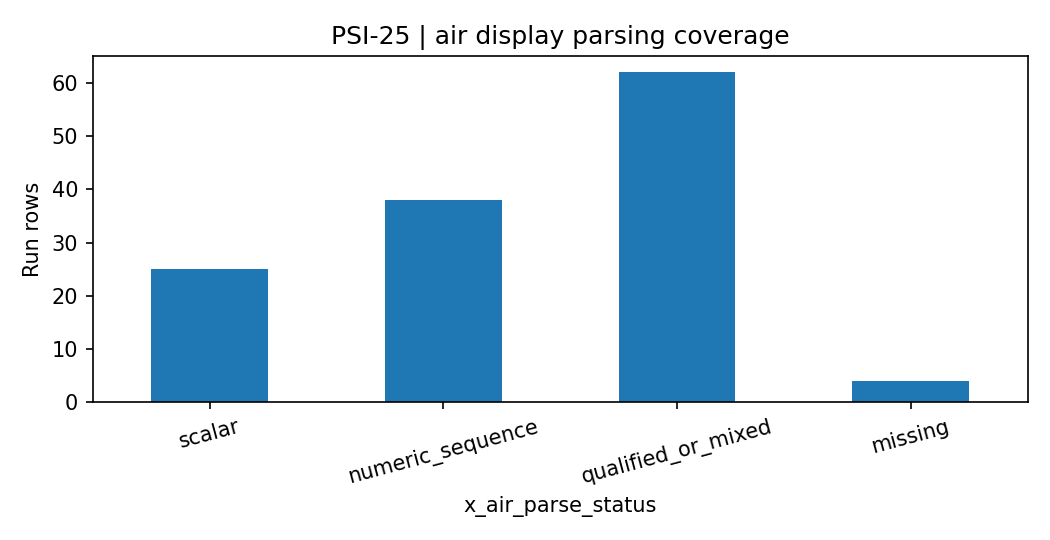 PSI-25 | air display parsing coverage
Run rows
60
50
40
30
20
10
0
scalar
numeric_sequence
qualified_or_mixed
missing
x_air_parse_status